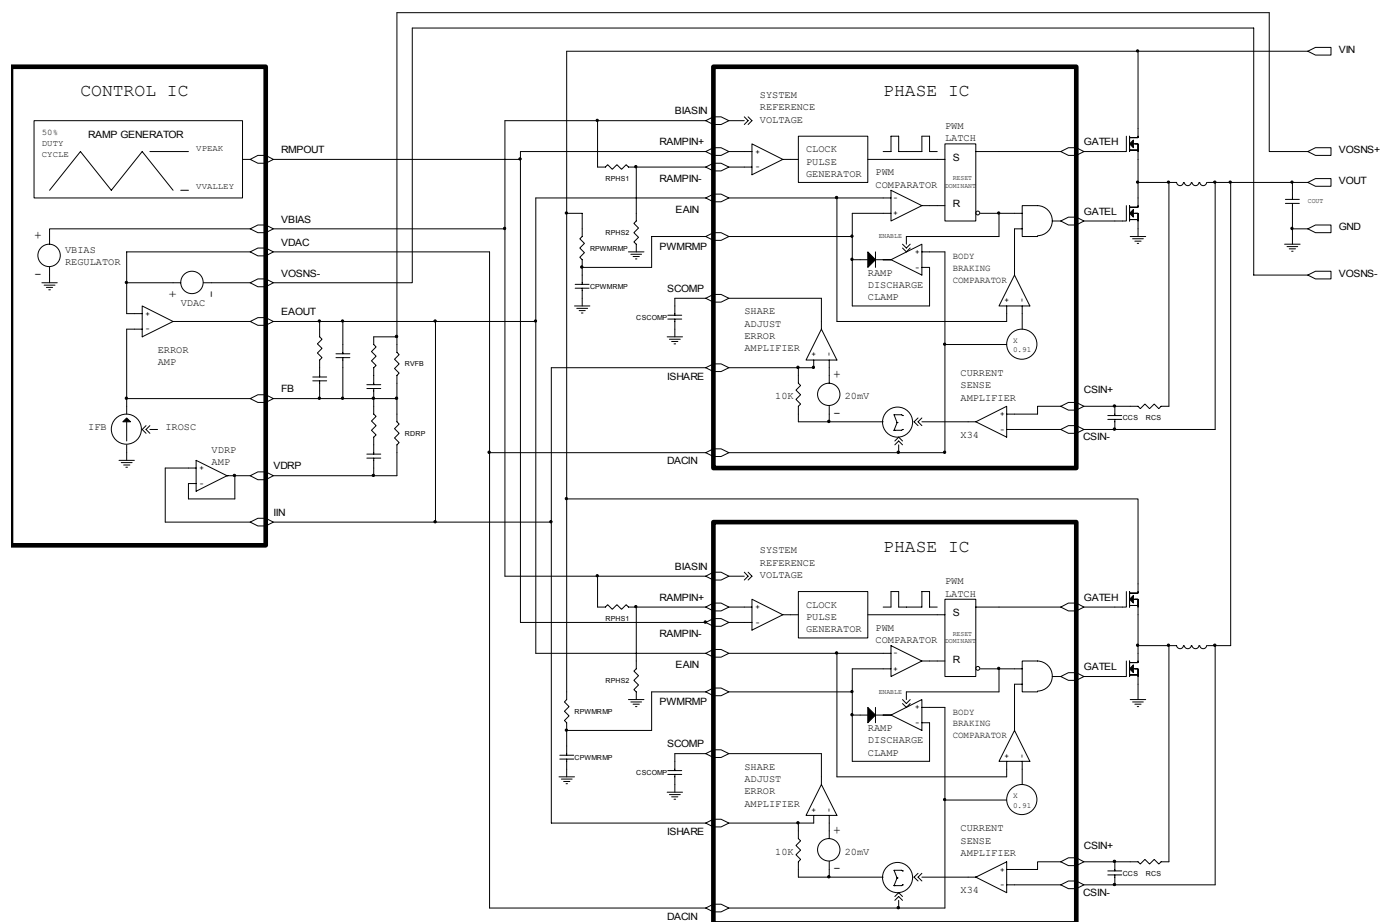 CONTROL IC
50%
DUTY
CYCLE
RAMP GENERATOR
VPEAK
VVALLEY
RMPOUT
VBIAS
VDAC
VOSNS-
EAOUT
FB
VDRP
IIN
+
-
VBIAS
REGULATOR
+
-
VDAC
+
-
ERROR
AMP
IFB
IROSC
VDRP
AMP
+
-
RVFB
RDRP
PHASE IC
BIASIN
RAMPIN+
RAMPIN-
EAIN
PWMRMP
SCOMP
ISHARE
DACIN
RPHS1
RPHS2
RPWMRMP
CPWMRMP
CSCOMP
SYSTEM
REFERENCE
VOLTAGE
+
-
CLOCK
PULSE
GENERATOR
PWM
LATCH
S
RESET
DOMINANT
R
PWM
COMPARATOR
-
+
ENABLE
+
-
RAMP
DISCHARGE
CLAMP
BODY
BRAKING
COMPARATOR
+
-
X
0.91
SHARE
ADJUST
ERROR
AMPLIFIER
+
-
10K
+
20mV
-
Σ
CURRENT
SENSE
AMPLIFIER
+
-
X34
GATEH
GATEL
CSIN+
CCS
RCS
CSIN-
VIN
VOSNS+
VOUT
COUT
GND
VOSNS-
PHASE IC
BIASIN
RAMPIN+
RAMPIN-
EAIN
PWMRMP
SCOMP
ISHARE
DACIN
RPHS1
RPHS2
RPWMRMP
CPWMRMP
CSCOMP
SYSTEM
REFERENCE
VOLTAGE
+
-
CLOCK
PULSE
GENERATOR
PWM
LATCH
S
RESET
DOMINANT
R
PWM
COMPARATOR
-
+
ENABLE
+
-
RAMP
DISCHARGE
CLAMP
BODY
BRAKING
COMPARATOR
+
-
X
0.91
SHARE
ADJUST
ERROR
AMPLIFIER
+
-
10K
+
20mV
-
Σ
CURRENT
SENSE
AMPLIFIER
+
-
X34
GATEH
GATEL
CSIN+
CCS
RCS
CSIN-